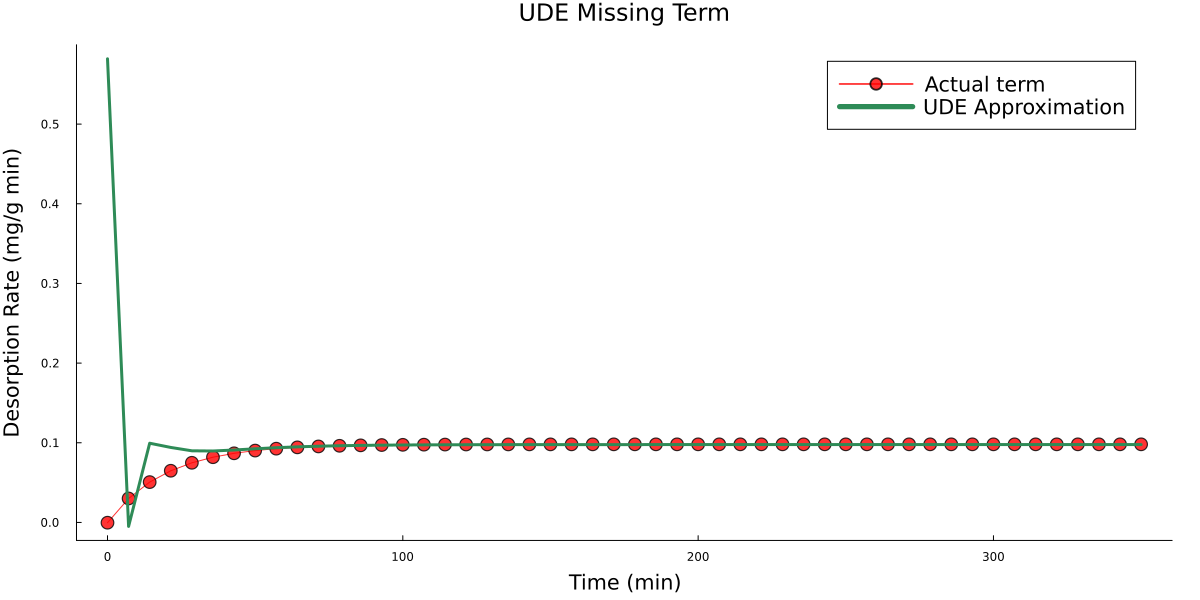 UDE Missing Term
Actual term
UDE Approximation
Desorption Rate (mg/g min)
0.5
0.4
0.3
0.2
0.1
0.0
0
100
200
300
Time (min)